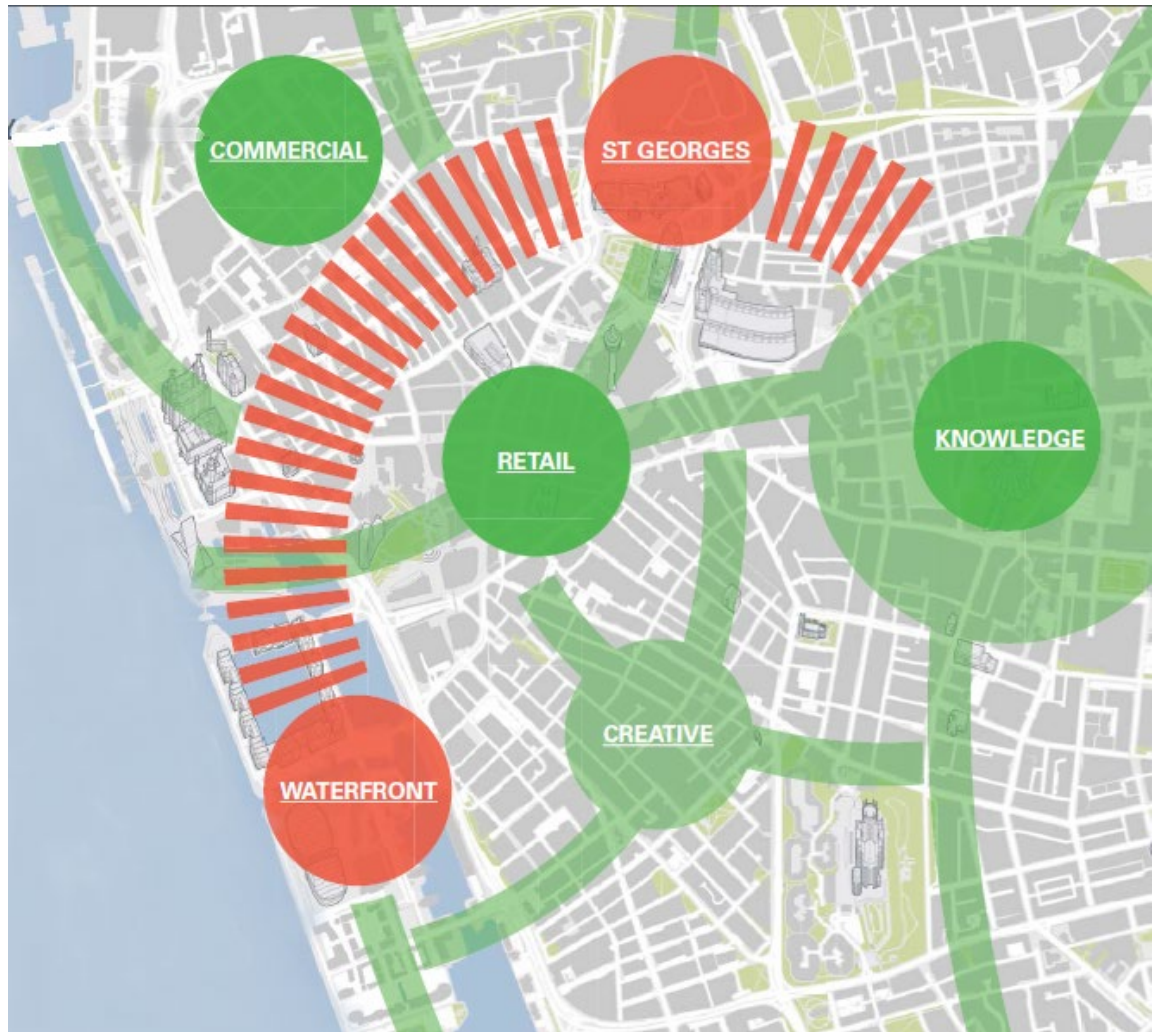 COMMERCIAL
ST GEORGES
RETAIL
KNOWLEDGE
CREATIVE
WATERFRONT